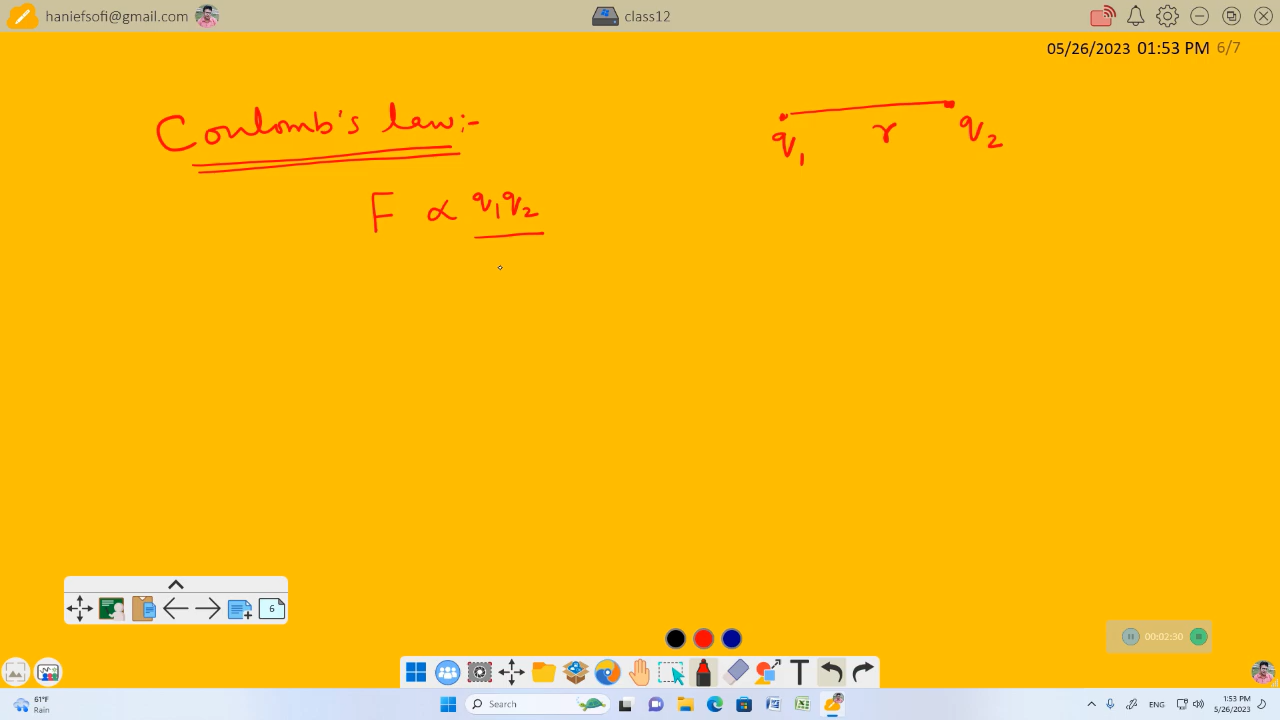 haniefsofi@gmail.com
class12
05/26/2023 01:53 PM 6/7
Coulomb's law:-
q1 r q2
F ∝ q1q2
6
00:02:30
T
61°F
Rain
Search
ENG
1:53 PM
5/26/2023